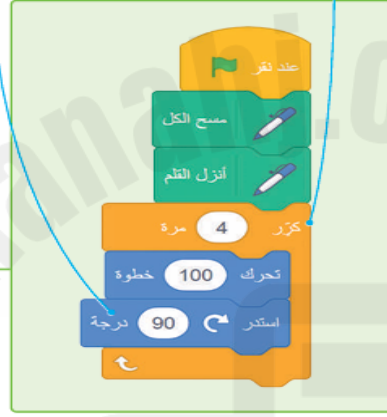 عند نقر
مسح الكل
أنزل القلم
كرّر 4 مرة
تحرك 100 خطوة
استدر 90 درجة